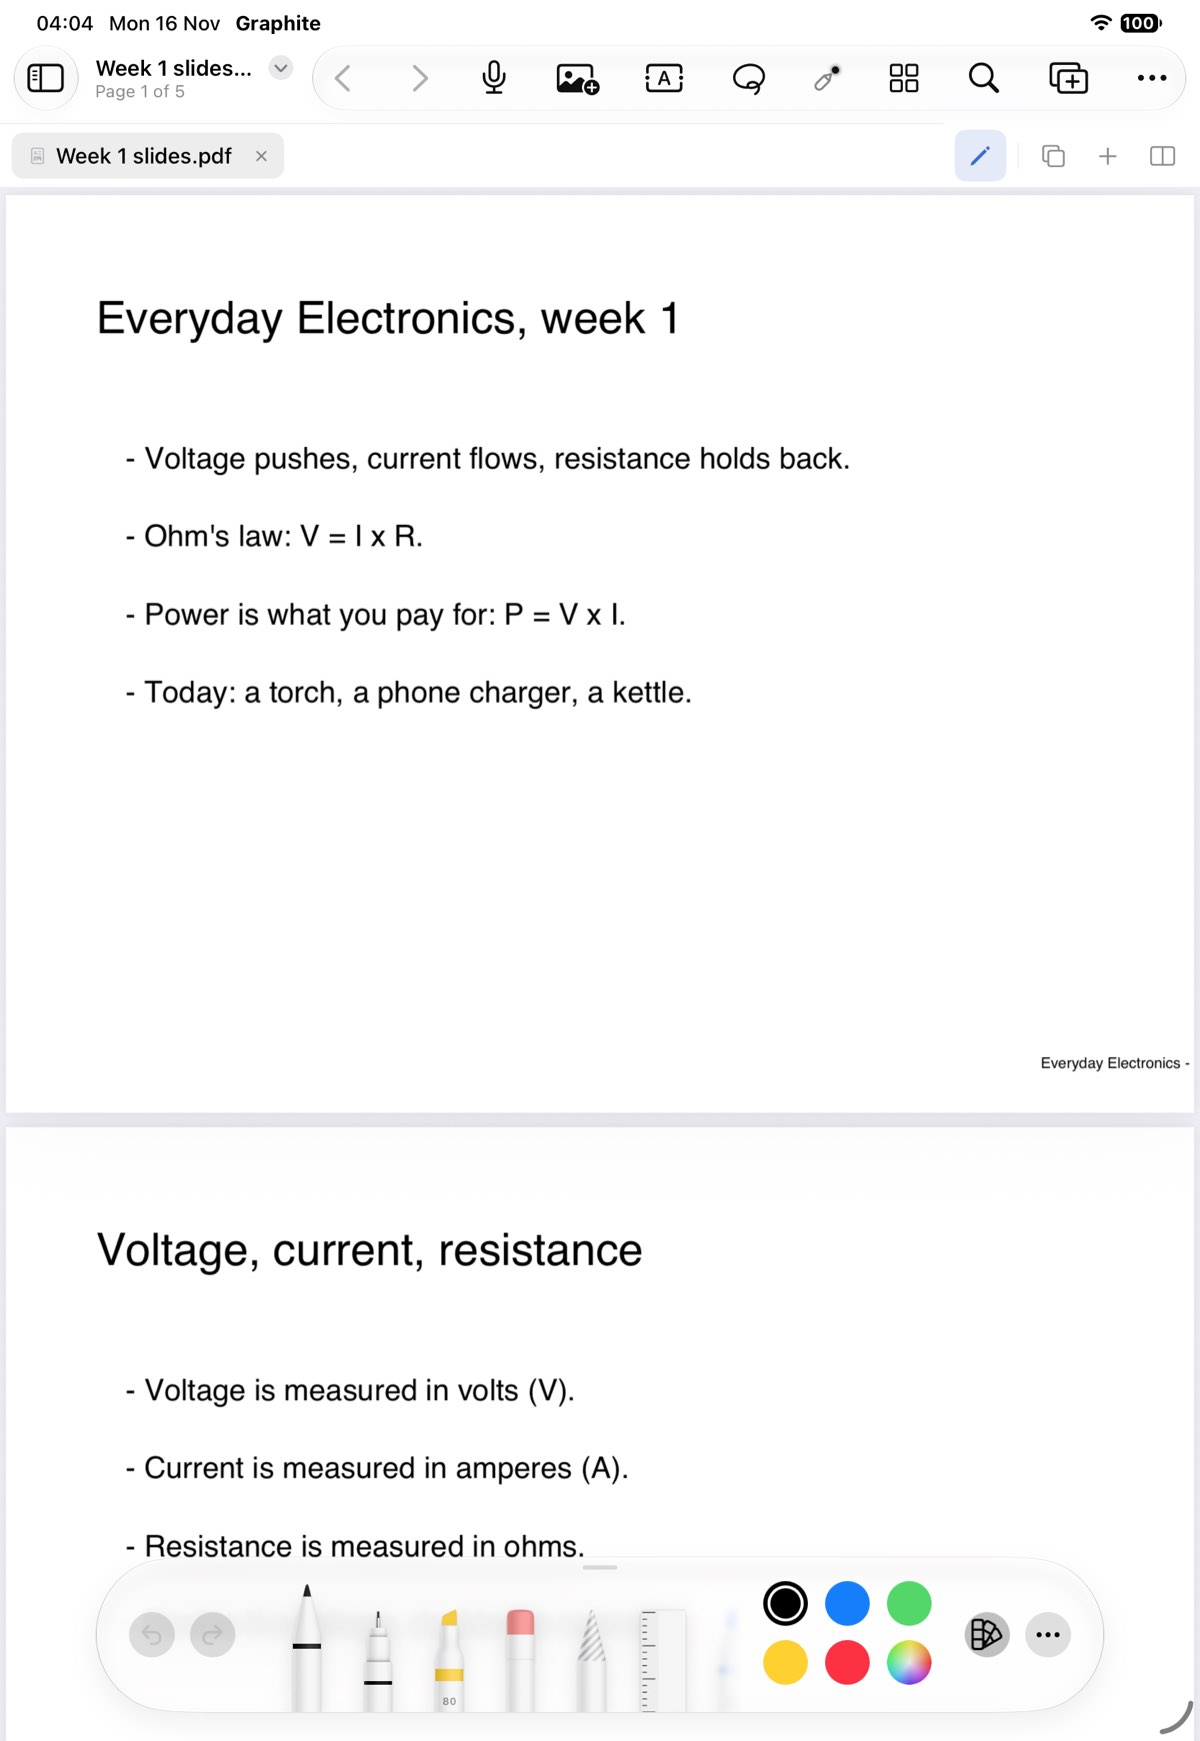 04:04 Mon 16 Nov Graphite 100
Week 1 slides...
Page 1 of 5
A
Week 1 slides.pdf
Everyday Electronics, week 1
- Voltage pushes, current flows, resistance holds back.
- Ohm's law: V = I x R.
- Power is what you pay for: P = V x I.
- Today: a torch, a phone charger, a kettle.
Everyday Electronics -
Voltage, current, resistance
- Voltage is measured in volts (V).
- Current is measured in amperes (A).
- Resistance is measured in ohms.
80